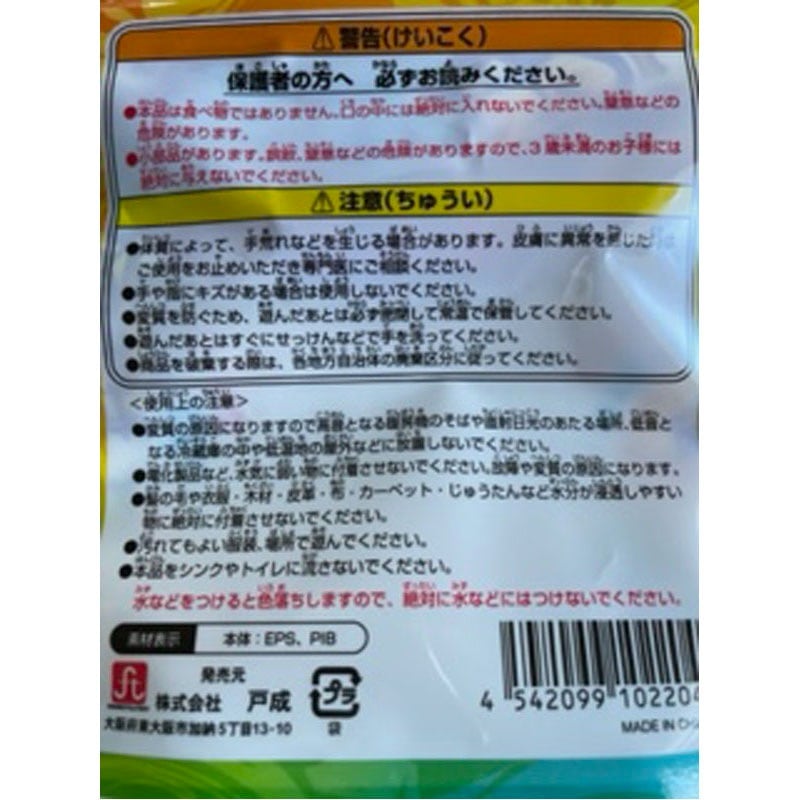 ⚠警告(けいこく)
保護者の方へ 必ずお読みください。
●本品は食べ物ではありません。口の中には絶対に入れないでください。窒息などの
危険があります。
●小部品があります。誤飲、窒息などの危険がありますので、3歳未満のお子様には
絶対に与えないでください。
⚠注意(ちゅうい)
●体質によって、手荒れなどを生じる場合があります。皮膚に異常を感じた
ご使用をお止めいただき専門医にご相談ください。
●手や指にキズがある場合は使用しないでください。
●変質を防ぐため、遊んだあとは必ず密閉して常温で保管してください。
●遊んだあとはすぐにせっけんなどで手を洗ってください。
●商品を破棄する際は、各地方自治体の廃棄区分に従ってください。
<使用上の注意>
●変質の原因になりますので高音となる暖房機のそばや直射日光のあたる場所、低音と
なる冷蔵庫の中や低温地の屋外などに放置しないでください。
●電化製品など、水気に弱い物に付着させないでください。故障や変質の原因になります。
●髪の毛や衣服・木材・皮革・布・カーペット・じゅうたんなど水分が浸透しやすい
物に絶対に付着させないでください。
●汚れてもよい服装、場所で遊んでください。
●本品をシンクやトイレに流さないでください。
水などをつけると色落ちしますので、絶対に水などにはつけないでください。
素材表示 本体:EPS、PIB
発売元
株式会社 戸成
大阪府東大阪市加納5丁目13-10
プラ
袋
4 542099 102204
MADE IN